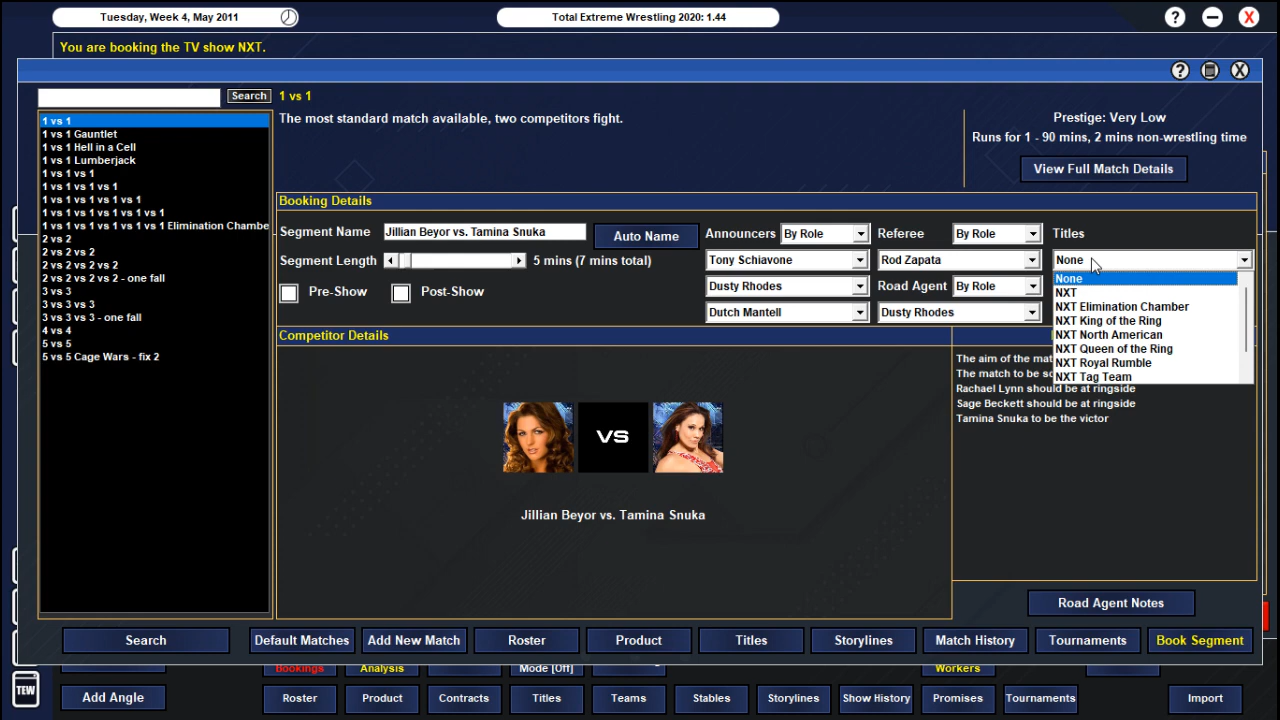 Tuesday, Week 4, May 2011
Total Extreme Wrestling 2020: 1.44
?
X
You are booking the TV show NXT.
?
X
Search
1 vs 1
1 vs 1
1 vs 1 Gauntlet
1 vs 1 Hell in a Cell
1 vs 1 Lumberjack
1 vs 1 vs 1
1 vs 1 vs 1 vs 1
1 vs 1 vs 1 vs 1 vs 1
1 vs 1 vs 1 vs 1 vs 1 vs 1
1 vs 1 vs 1 vs 1 vs 1 vs 1 Elimination Chambe
2 vs 2
2 vs 2 vs 2
2 vs 2 vs 2 vs 2
2 vs 2 vs 2 vs 2 - one fall
3 vs 3
3 vs 3 vs 3
3 vs 3 vs 3 - one fall
4 vs 4
5 vs 5
5 vs 5 Cage Wars - fix 2
The most standard match available, two competitors fight.
Prestige: Very Low
Runs for 1 - 90 mins, 2 mins non-wrestling time
View Full Match Details
Booking Details
Segment Name
Jillian Beyor vs. Tamina Snuka
Auto Name
Segment Length
5 mins (7 mins total)
Pre-Show
Post-Show
Announcers
By Role
Tony Schiavone
Dusty Rhodes
Dutch Mantell
Referee
By Role
Rod Zapata
Road Agent
By Role
Dusty Rhodes
Titles
None
None
NXT
NXT Elimination Chamber
NXT King of the Ring
NXT North American
NXT Queen of the Ring
NXT Royal Rumble
NXT Tag Team
Competitor Details
VS
Jillian Beyor vs. Tamina Snuka
The aim of the mat
The match to be sc
Rachael Lynn should be at ringside
Sage Beckett should be at ringside
Tamina Snuka to be the victor
Road Agent Notes
Search
Default Matches
Add New Match
Roster
Product
Titles
Storylines
Match History
Tournaments
Book Segment
Bookings
Analysis
Mode [Off]
Workers
TEW
Add Angle
Roster
Product
Contracts
Titles
Teams
Stables
Storylines
Show History
Promises
Tournaments
Import